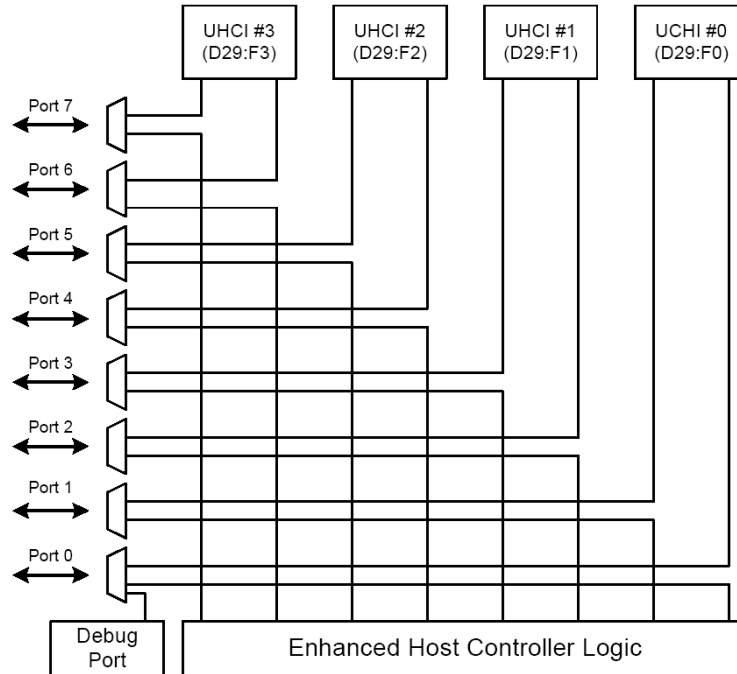 UHCI #3
(D29:F3)
UHCI #2
(D29:F2)
UHCI #1
(D29:F1)
UCHI #0
(D29:F0)
Port 7
Port 6
Port 5
Port 4
Port 3
Port 2
Port 1
Port 0
Debug
Port
Enhanced Host Controller Logic